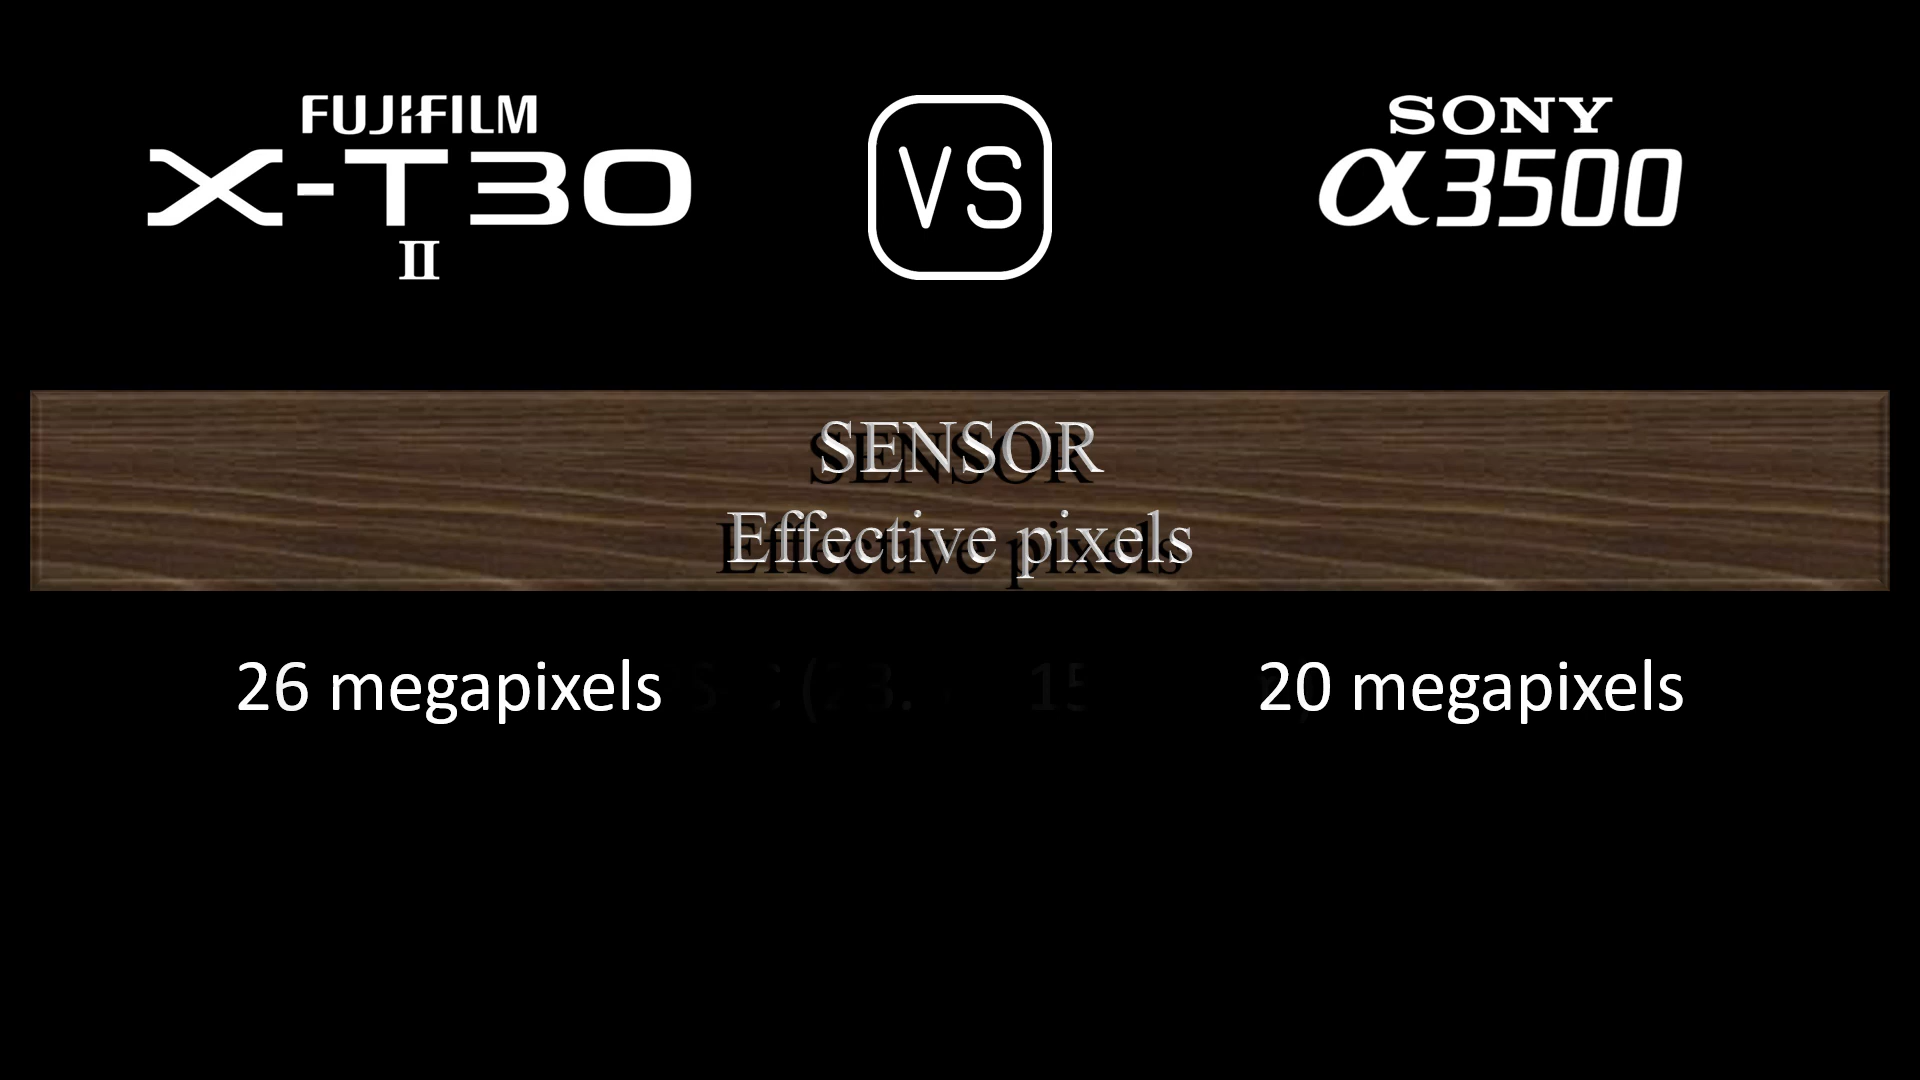 FUJIFILM
X-T30
II
VS
SONY
α3500
SENSOR
Effective pixels
26 megapixels
20 megapixels